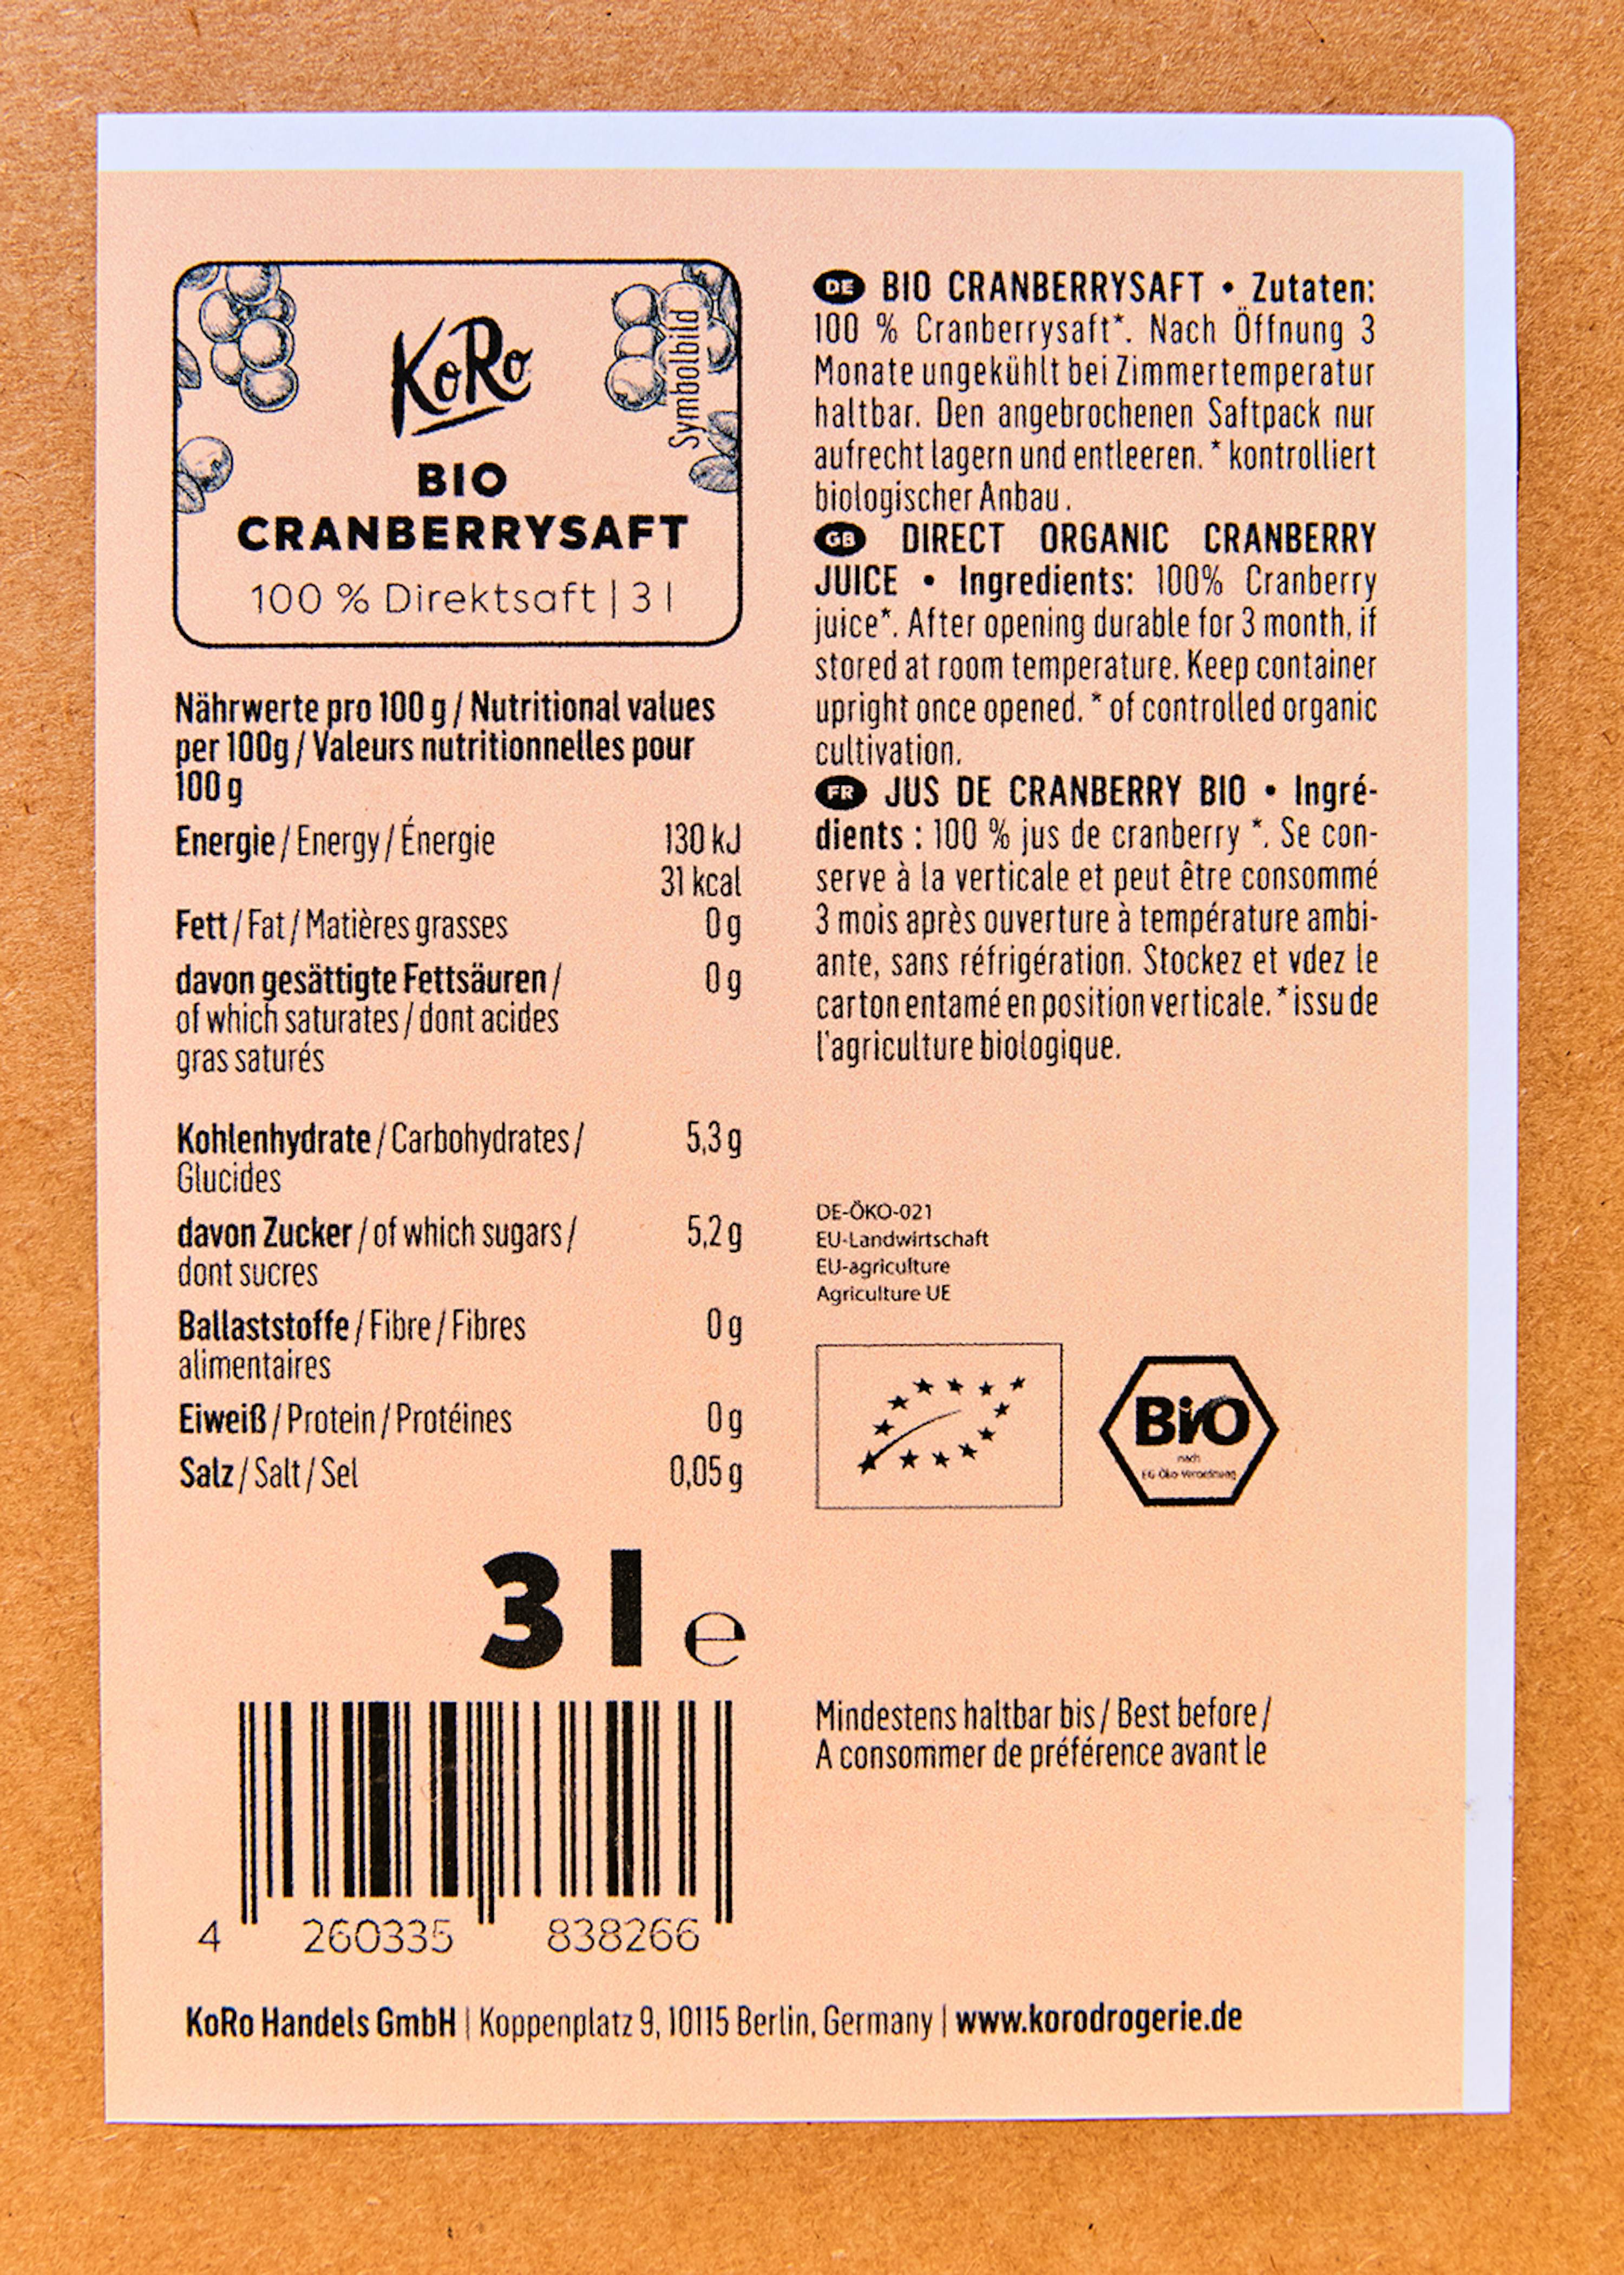 KoRo
Symbolbild
BIO
CRANBERRYSAFT
100 % Direktsaft | 3 l
Nährwerte pro 100 g / Nutritional values
per 100g / Valeurs nutritionnelles pour
100 g
Energie / Energy / Énergie 130 kJ
31 kcal
Fett / Fat / Matières grasses 0 g
davon gesättigte Fettsäuren / 0 g
of which saturates / dont acides
gras saturés
Kohlenhydrate / Carbohydrates / 5,3 g
Glucides
davon Zucker / of which sugars / 5,2 g
dont sucres
Ballaststoffe / Fibre / Fibres 0 g
alimentaires
Eiweiß / Protein / Protéines 0 g
Salz / Salt / Sel 0,05 g
3 l e
4 260335 838266
DE BIO CRANBERRYSAFT • Zutaten:
100 % Cranberrysaft*. Nach Öffnung 3
Monate ungekühlt bei Zimmertemperatur
haltbar. Den angebrochenen Saftpack nur
aufrecht lagern und entleeren. * kontrolliert
biologischer Anbau.
GB DIRECT ORGANIC CRANBERRY
JUICE • Ingredients: 100% Cranberry
juice*. After opening durable for 3 month, if
stored at room temperature. Keep container
upright once opened. * of controlled organic
cultivation.
FR JUS DE CRANBERRY BIO • Ingré-
dients : 100 % jus de cranberry *. Se con-
serve à la verticale et peut être consommé
3 mois après ouverture à température ambi-
ante, sans réfrigération. Stockez et vdez le
carton entamé en position verticale. * issu de
l'agriculture biologique.
DE-ÖKO-021
EU-Landwirtschaft
EU-agriculture
Agriculture UE
Bio
nach
EG-Öko-Verordnung
Mindestens haltbar bis / Best before /
A consommer de préférence avant le
KoRo Handels GmbH | Koppenplatz 9, 10115 Berlin, Germany | www.korodrogerie.de